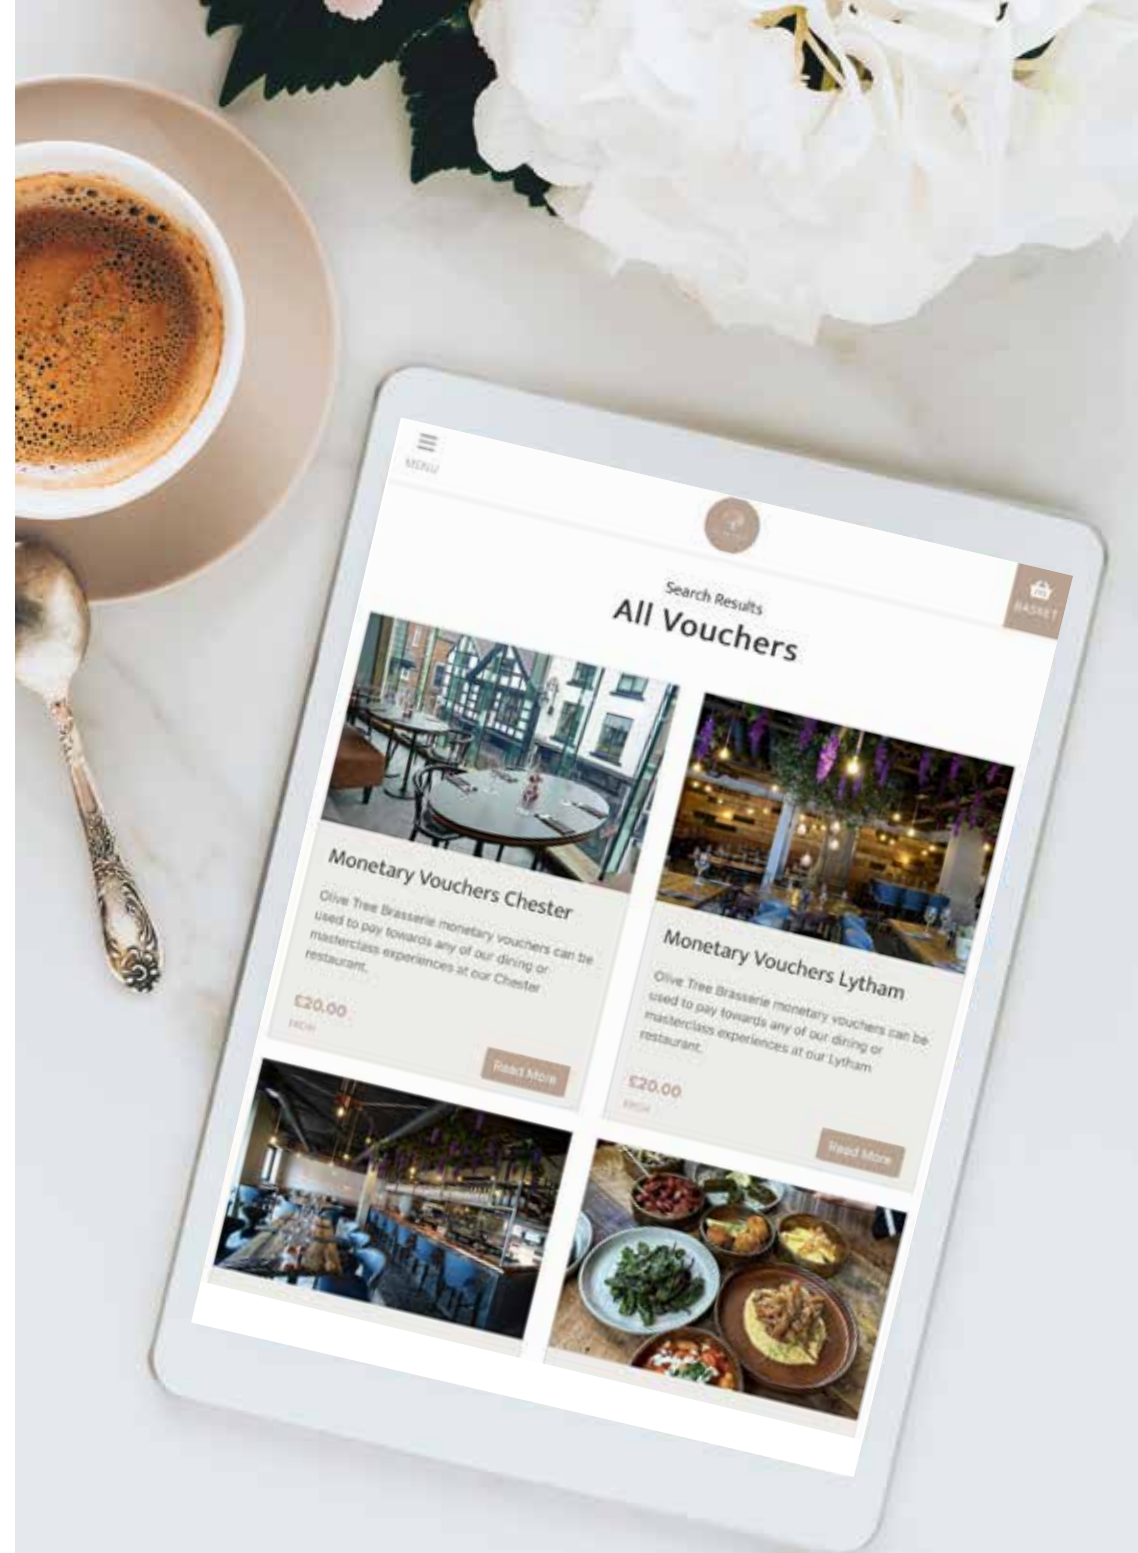 MENU
BASKET
Search Results
All Vouchers
Monetary Vouchers Chester
Olive Tree Brasserie monetary vouchers can be
used to pay towards any of our dining or
masterclass experiences at our Chester
restaurant.
£20.00
FROM
Read More
Monetary Vouchers Lytham
Olive Tree Brasserie monetary vouchers can be
used to pay towards any of our dining or
masterclass experiences at our Lytham
restaurant.
£20.00
FROM
Read More